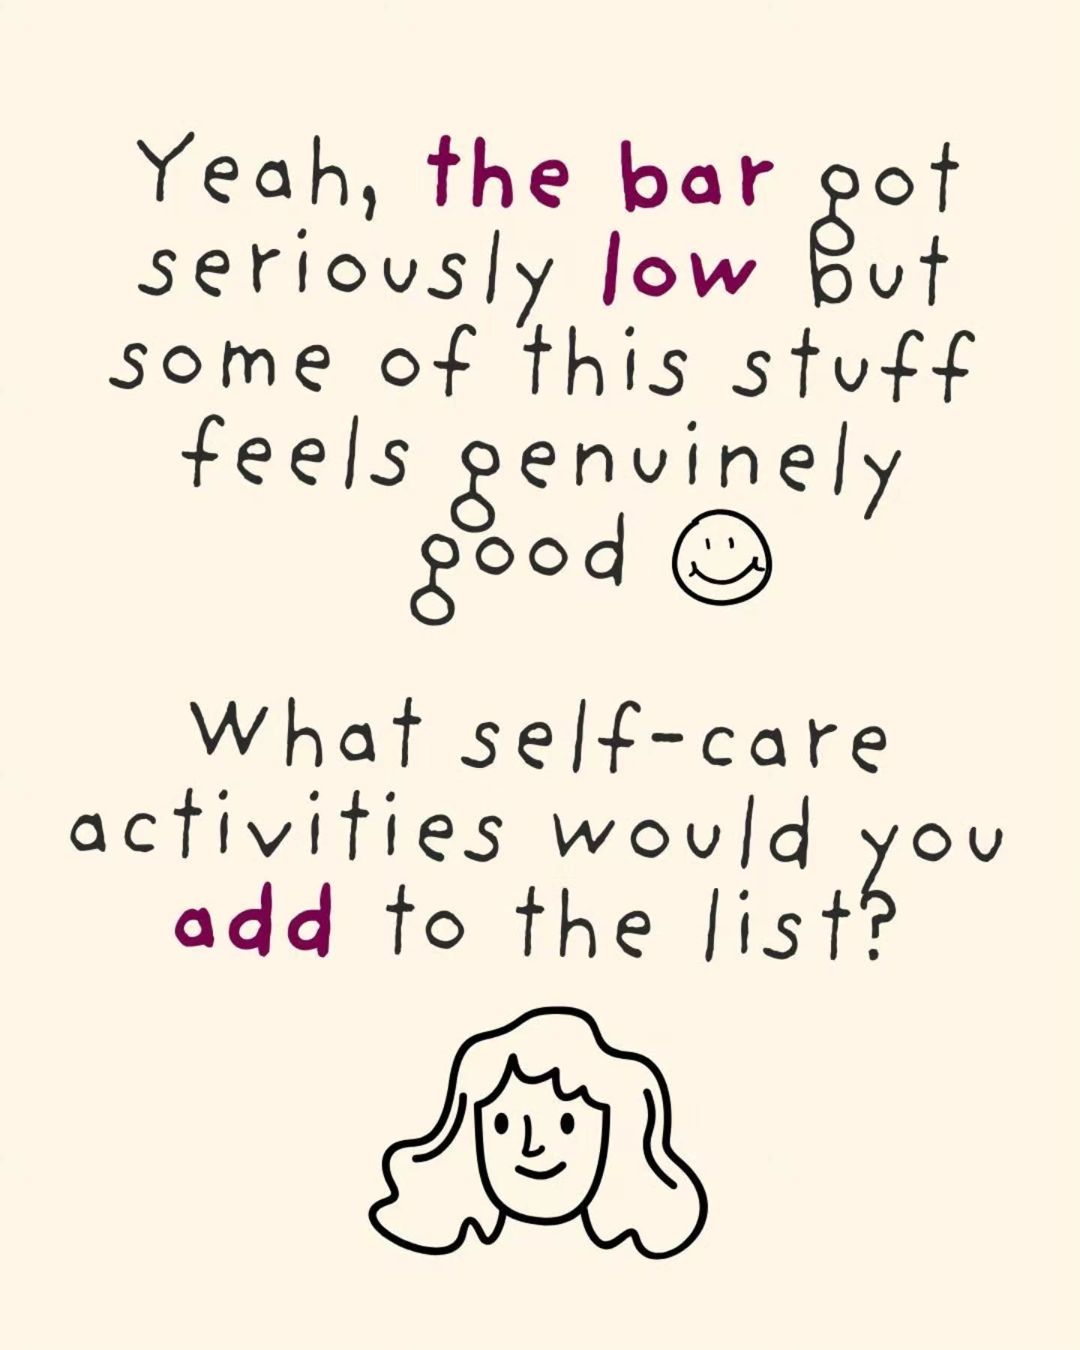 Yeah, the bar got
seriously low but
some of this stuff
feels genuinely
good
What self-care
activities would you
add to the list?